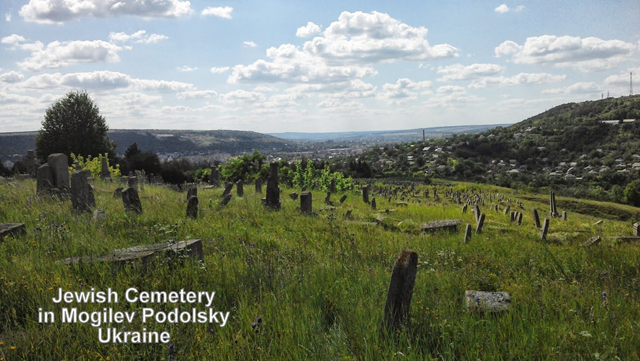 Jewish Cemetery
in Mogilev Podolsky
Ukraine